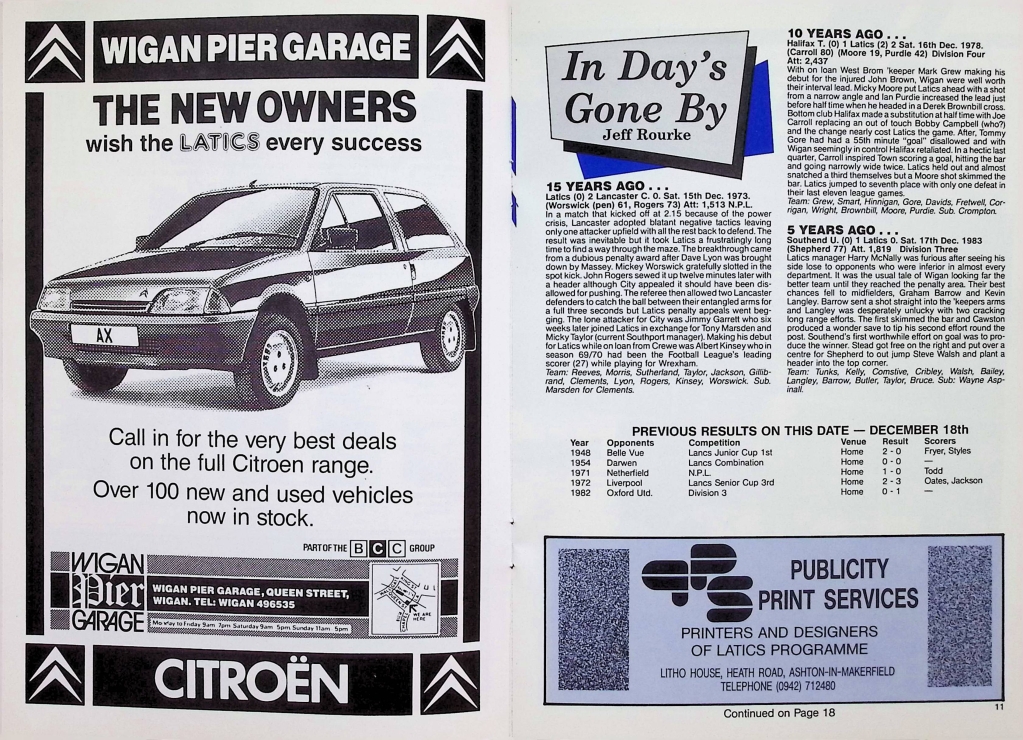 WIGAN PIER GARAGE
THE NEW OWNERS
wish the LATICS every success
AX
Call in for the very best deals
on the full Citroen range.
Over 100 new and used vehicles
now in stock.
PART OF THE BCC GROUP
WIGAN
Pier
GARAGE
WIGAN PIER GARAGE, QUEEN STREET,
WIGAN. TEL: WIGAN 496535
Monday to Friday 9am 7pm Saturday 9am 5pm Sunday 11am 5pm
WE ARE
HERE
CITROËN
In Day's
Gone By
Jeff Rourke
15 YEARS AGO . . .
Latics (0) 2 Lancaster C. 0. Sat. 15th Dec. 1973.
(Worswick (pen) 61, Rogers 73) Att: 1,513 N.P.L.
In a match that kicked off at 2.15 because of the power
crisis, Lancaster adopted blatant negative tactics leaving
only one attacker upfield with all the rest back to defend. The
result was inevitable but it took Latics a frustratingly long
time to find a way through the maze. The breakthrough came
from a dubious penalty award after Dave Lyon was brought
down by Massey. Mickey Worswick gratefully slotted in the
spot kick. John Rogers sewed it up twelve minutes later with
a header although City appealed it should have been dis-
allowed for pushing. The referee then allowed two Lancaster
defenders to catch the ball between their entangled arms for
a full three seconds but Latics penalty appeals went beg-
ging. The lone attacker for City was Jimmy Garrett who six
weeks later joined Latics in exchange for Tony Marsden and
Micky Taylor (current Southport manager). Making his debut
for Latics while on loan from Crewe was Albert Kinsey who in
season 69/70 had been the Football League's leading
scorer (27) while playing for Wrexham.
Team: Reeves, Morris, Sutherland, Taylor, Jackson, Gillib-
rand, Clements, Lyon, Rogers, Kinsey, Worswick. Sub.
Marsden for Clements.
10 YEARS AGO . . .
Halifax T. (0) 1 Latics (2) 2 Sat. 16th Dec. 1978.
(Carroll 80) (Moore 19, Purdie 42) Division Four
Att: 2,437
With on loan West Brom 'keeper Mark Grew making his
debut for the injured John Brown, Wigan were well worth
their interval lead. Micky Moore put Latics ahead with a shot
from a narrow angle and Ian Purdie increased the lead just
before half time when he headed in a Derek Brownbill cross.
Bottom club Halifax made a substitution at half time with Joe
Carroll replacing an out of touch Bobby Campbell (who?)
and the change nearly cost Latics the game. After, Tommy
Gore had had a 55th minute "goal" disallowed and with
Wigan seemingly in control Halifax retaliated. In a hectic last
quarter, Carroll inspired Town scoring a goal, hitting the bar
and going narrowly wide twice. Latics held out and almost
snatched a third themselves but a Moore shot skimmed the
bar. Latics jumped to seventh place with only one defeat in
their last eleven league games.
Team: Grew, Smart, Hinnigan, Gore, Davids, Fretwell, Cor-
rigan, Wright, Brownbill, Moore, Purdie. Sub. Crompton.
5 YEARS AGO . . .
Southend U. (0) 1 Latics 0. Sat. 17th Dec. 1983
(Shepherd 77) Att. 1,819 Division Three
Latics manager Harry McNally was furious after seeing his
side lose to opponents who were inferior in almost every
department. It was the usual tale of Wigan looking far the
better team until they reached the penalty area. Their best
chances fell to midfielders, Graham Barrow and Kevin
Langley. Barrow sent a shot straight into the 'keepers arms
and Langley was desperately unlucky with two cracking
long range efforts. The first skimmed the bar and Cawston
produced a wonder save to tip his second effort round the
post. Southend's first worthwhile effort on goal was to pro-
duce the winner. Stead got free on the right and put over a
centre for Shepherd to out jump Steve Walsh and plant a
header into the top corner.
Team: Tunks, Kelly, Comstive, Cribley, Walsh, Bailey,
Langley, Barrow, Butler, Taylor, Bruce. Sub: Wayne Asp-
inall.
PREVIOUS RESULTS ON THIS DATE — DECEMBER 18th
Year Opponents Competition Venue Result Scorers
1948 Belle Vue Lancs Junior Cup 1st Home 2 - 0 Fryer, Styles
1954 Darwen Lancs Combination Home 0 - 0 —
1971 Netherfield N.P.L. Home 1 - 0 Todd
1972 Liverpool Lancs Senior Cup 3rd Home 2 - 3 Oates, Jackson
1982 Oxford Utd. Division 3 Home 0 - 1 —
PPS
PUBLICITY
PRINT SERVICES
PRINTERS AND DESIGNERS
OF LATICS PROGRAMME
LITHO HOUSE, HEATH ROAD, ASHTON-IN-MAKERFIELD
TELEPHONE (0942) 712480
Continued on Page 18
11